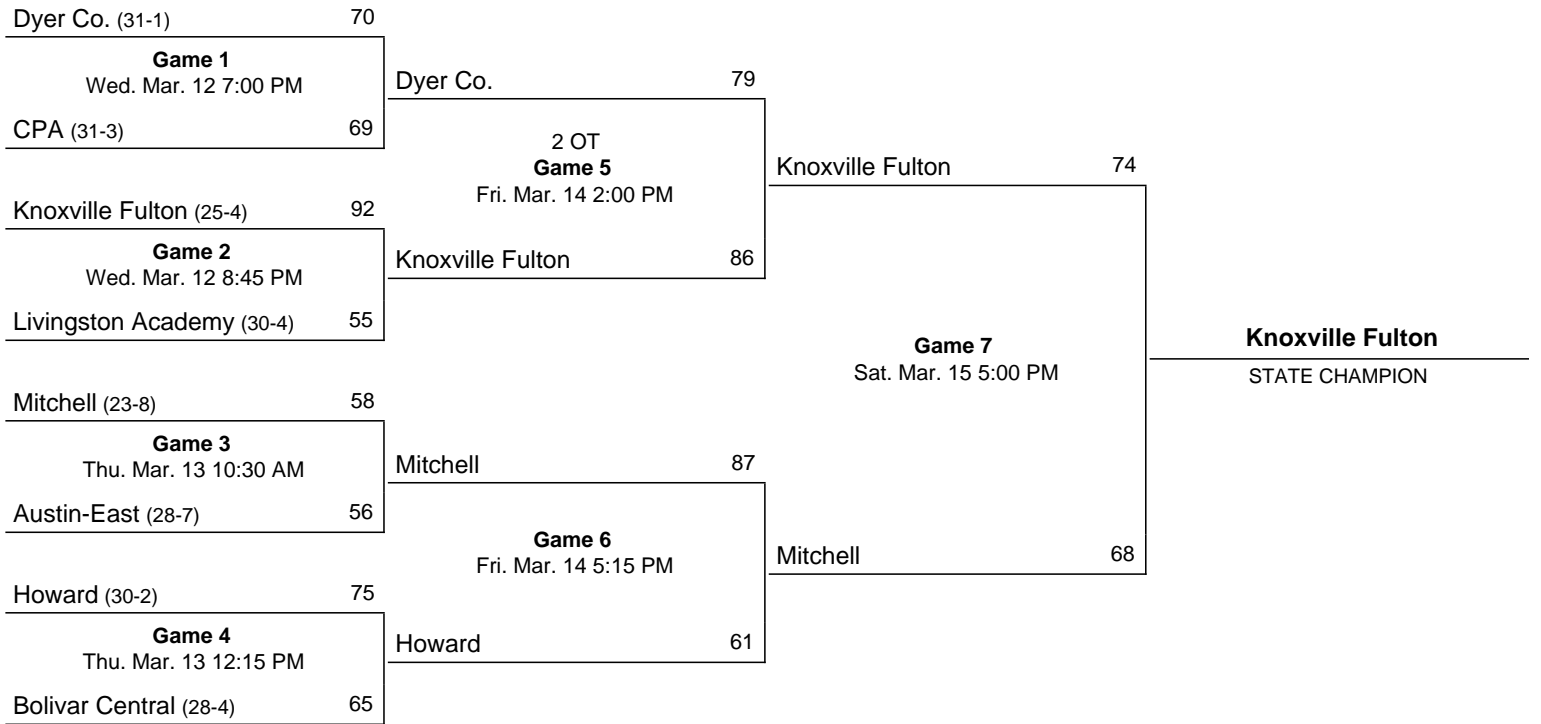 Dyer Co. (31-1) 70
Game 1
Wed. Mar. 12 7:00 PM
CPA (31-3) 69
Knoxville Fulton (25-4) 92
Game 2
Wed. Mar. 12 8:45 PM
Livingston Academy (30-4) 55
Mitchell (23-8) 58
Game 3
Thu. Mar. 13 10:30 AM
Austin-East (28-7) 56
Howard (30-2) 75
Game 4
Thu. Mar. 13 12:15 PM
Bolivar Central (28-4) 65
Dyer Co. 79
2 OT
Game 5
Fri. Mar. 14 2:00 PM
Knoxville Fulton 86
Mitchell 87
Game 6
Fri. Mar. 14 5:15 PM
Howard 61
Knoxville Fulton 74
Game 7
Sat. Mar. 15 5:00 PM
Mitchell 68
Knoxville Fulton
STATE CHAMPION